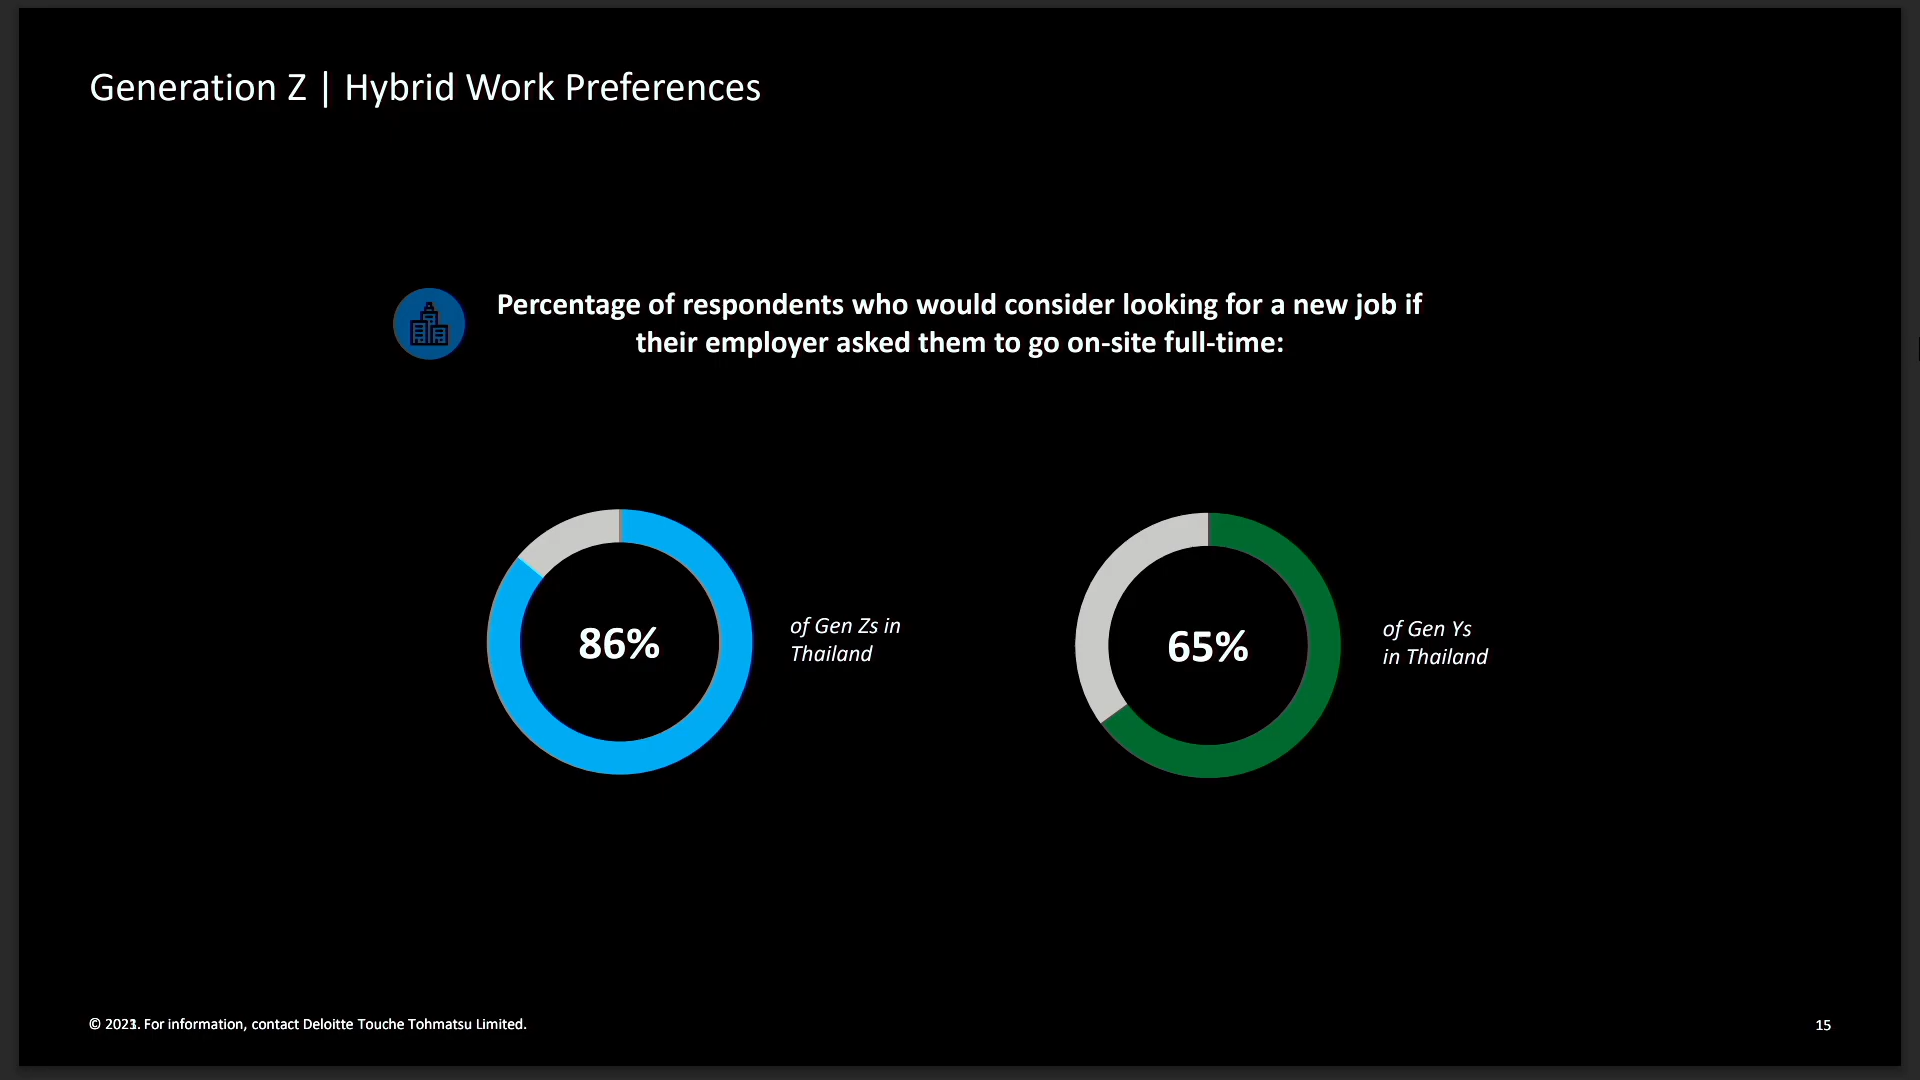 Generation Z | Hybrid Work Preferences
Percentage of respondents who would consider looking for a new job if
their employer asked them to go on-site full-time:
86%
of Gen Zs in
Thailand
65%
of Gen Ys
in Thailand
© 2023. For information, contact Deloitte Touche Tohmatsu Limited.
15